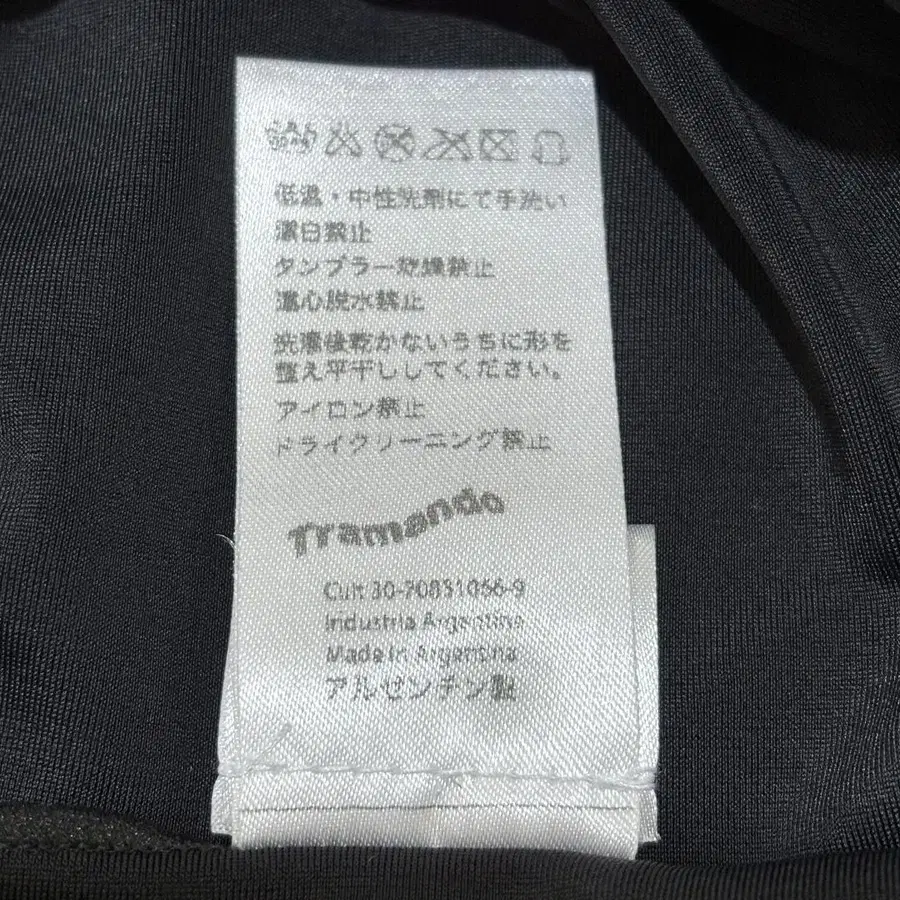 低温・中性洗剤にて手洗い
漂白禁止
タンブラー乾燥禁止
遠心脱水禁止
洗濯後乾かないうちに形を
整え平干ししてください。
アイロン禁止
ドライクリーニング禁止
Tramando
Cuit 30-70831066-9
Industria Argentina
Made in Argentina
アルゼンチン製